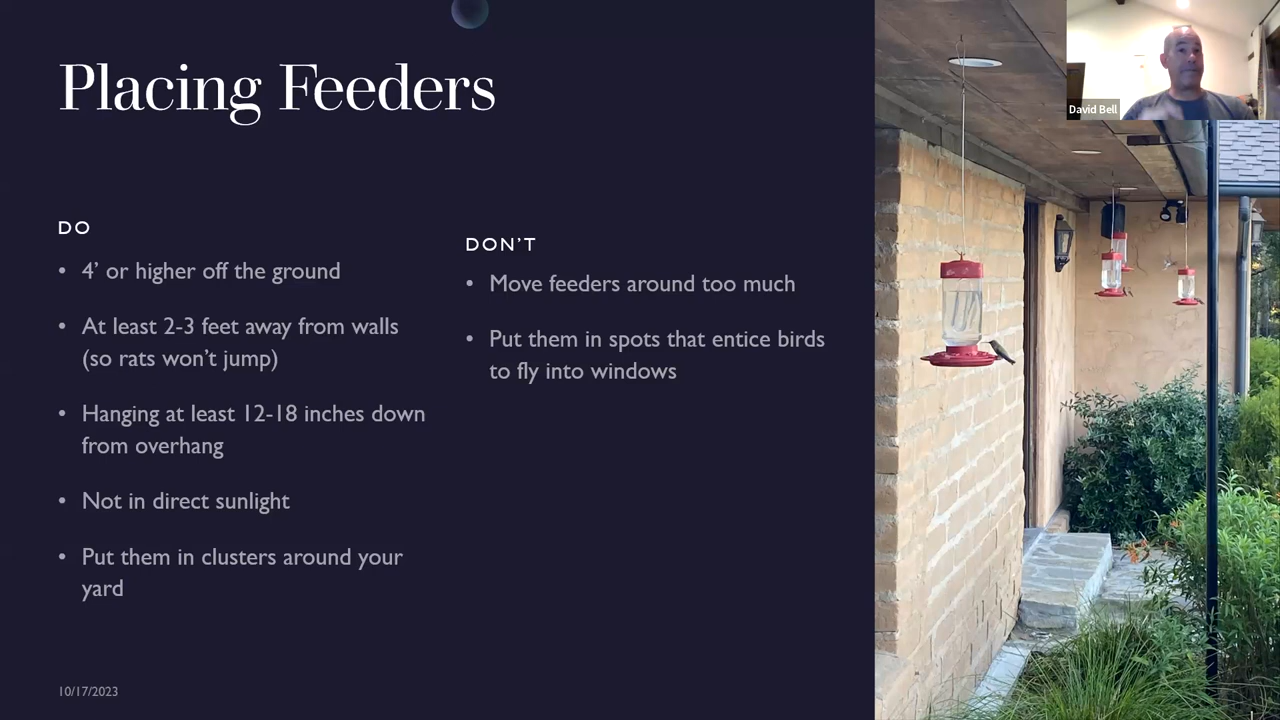 Placing Feeders
DO
• 4’ or higher off the ground
• At least 2-3 feet away from walls
(so rats won’t jump)
• Hanging at least 12-18 inches down
from overhang
• Not in direct sunlight
• Put them in clusters around your
yard
DON’T
• Move feeders around too much
• Put them in spots that entice birds
to fly into windows
10/17/2023
David Bell